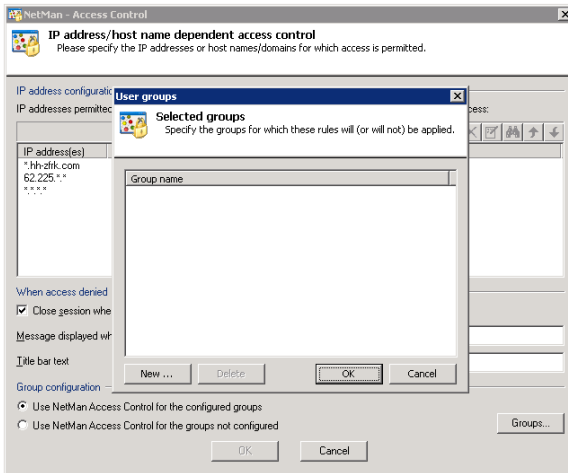 NetMan - Access Control
IP address/host name dependent access control
Please specify the IP addresses or host names/domains for which access is permitted.
IP address configuratio
User groups
IP addresses permitted
cess:
Selected groups
Specify the groups for which these rules will (or will not) be applied.
IP address(es)
Group name
*.hh-zfrk.com
62.225.*.*
*.*.*.*
When access denied
Close session whe
Message displayed wh
Title bar text
New ...
Delete
OK
Cancel
Group configuration
Use NetMan Access Control for the configured groups
Use NetMan Access Control for the groups not configured
Groups...
OK
Cancel